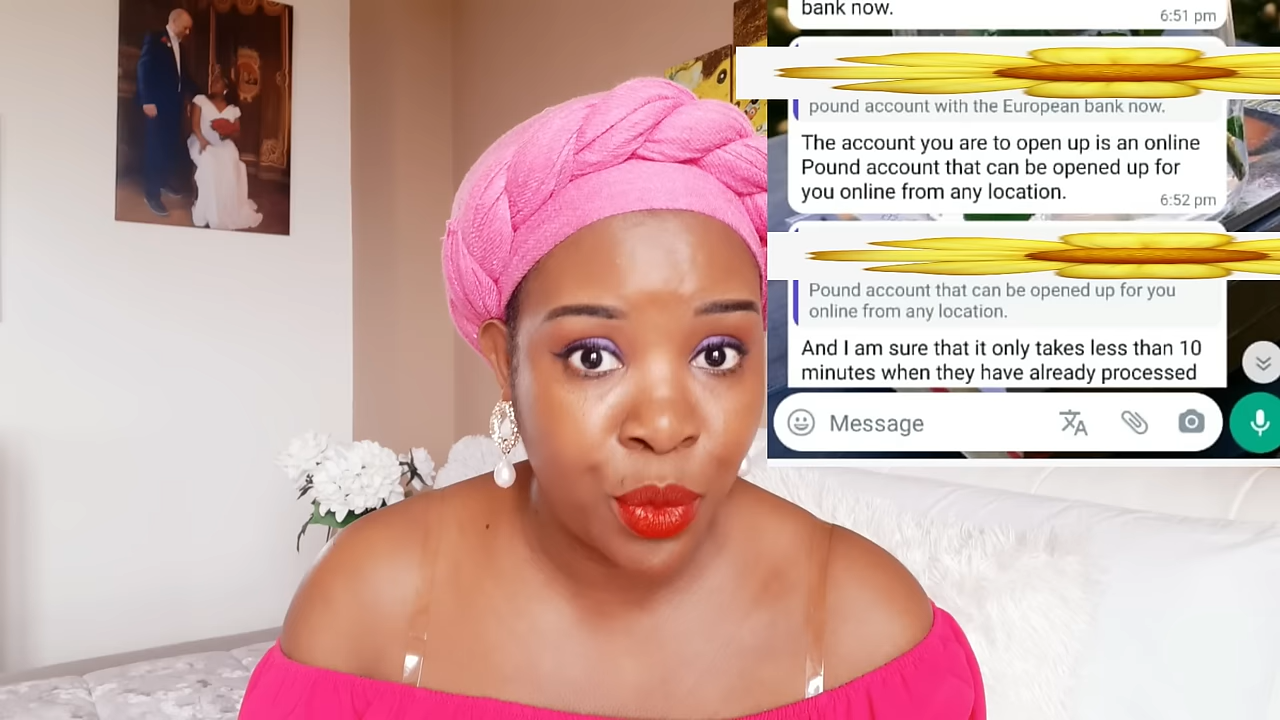 bank now.
6:51 pm
pound account with the European bank now.
The account you are to open up is an online
Pound account that can be opened up for
you online from any location.
6:52 pm
Pound account that can be opened up for you
online from any location.
And I am sure that it only takes less than 10
minutes when they have already processed
Message